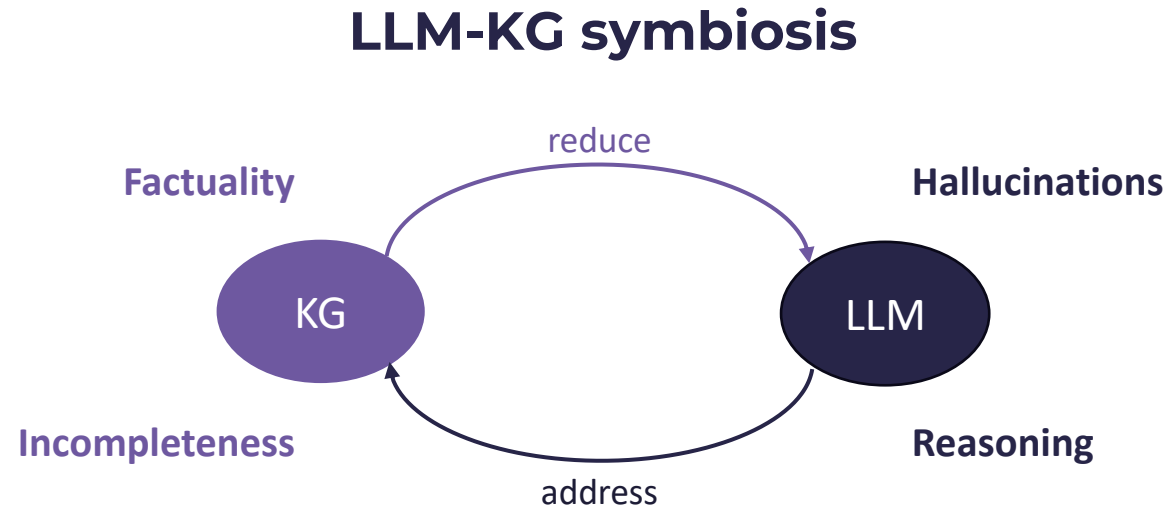 LLM-KG symbiosis
reduce
Factuality
Hallucinations
KG
LLM
Incompleteness
Reasoning
address